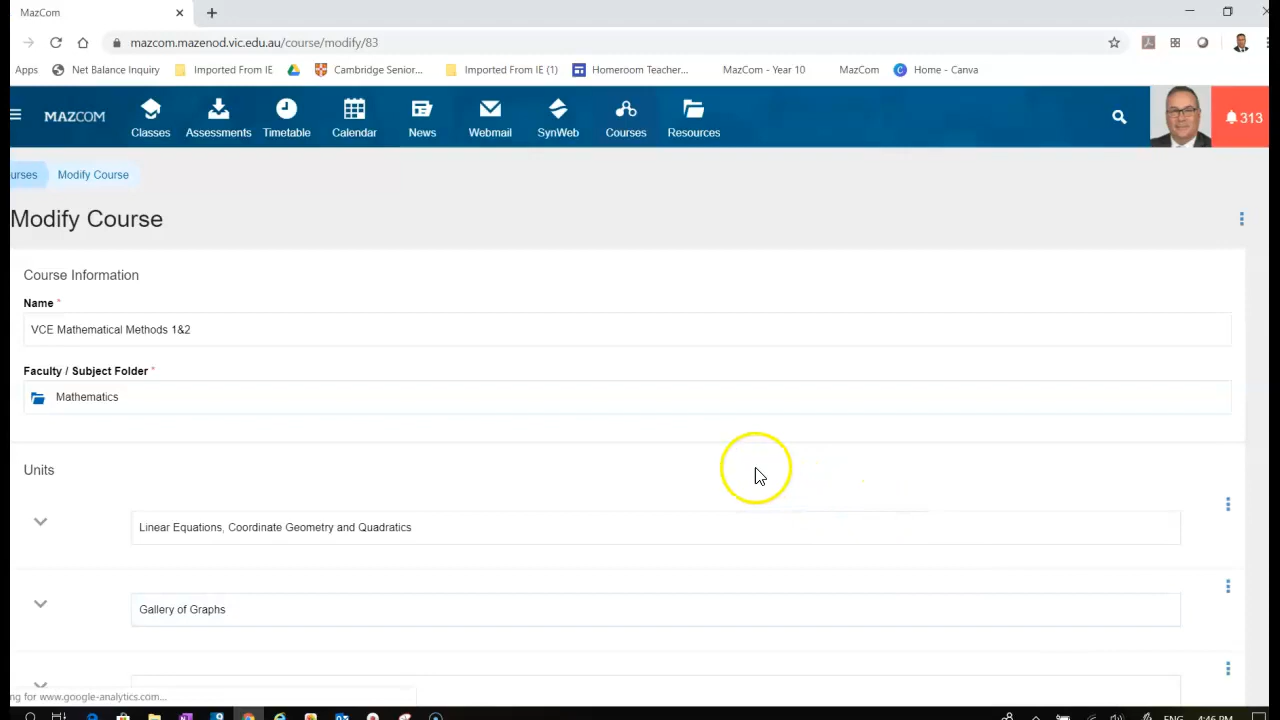 MazCom
mazcom.mazenod.vic.edu.au/course/modify/83
Apps Net Balance Inquiry Imported From IE Cambridge Senior... Imported From IE (1) Homeroom Teacher... MazCom - Year 10 MazCom Home - Canva
MAZCOM Classes Assessments Timetable Calendar News Webmail SynWeb Courses Resources 313
urses Modify Course
Modify Course
Course Information
Name *
VCE Mathematical Methods 1&2
Faculty / Subject Folder *
Mathematics
Units
Linear Equations, Coordinate Geometry and Quadratics
Gallery of Graphs
ng for www.google-analytics.com...
ENG 4:46 PM